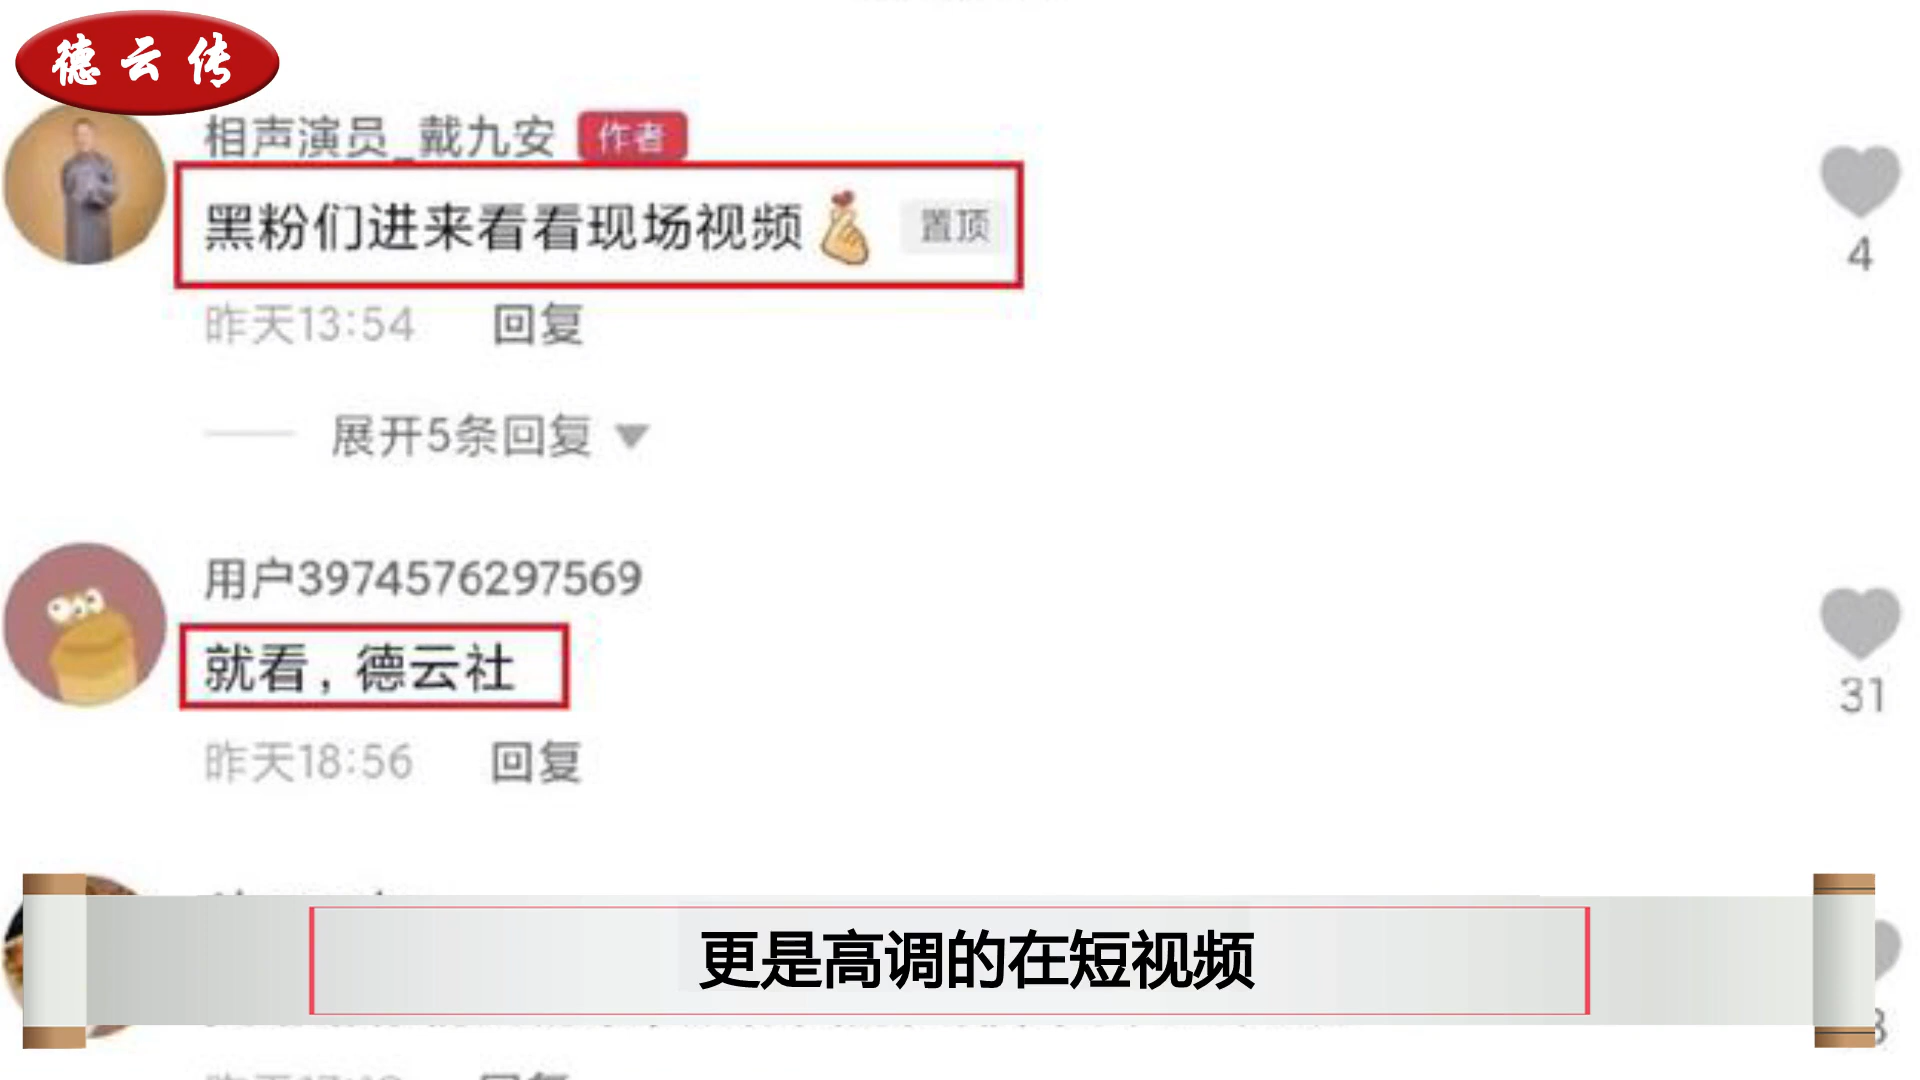 德云传
相声演员_戴九安 作者
黑粉们进来看看现场视频 置顶
4
昨天13:54 回复
展开5条回复
用户3974576297569
就看，德云社
31
昨天18:56 回复
更是高调的在短视频